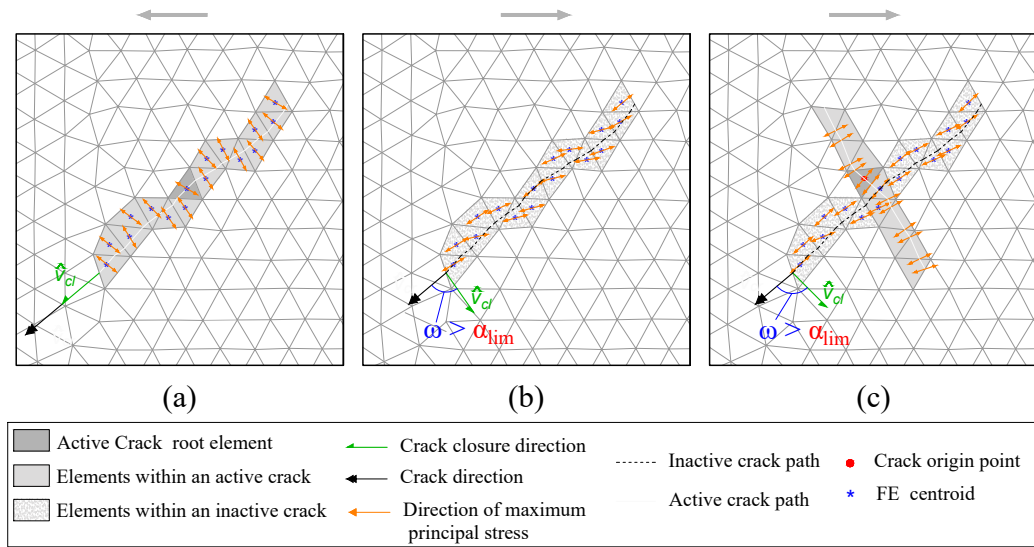 v̂cl
v̂cl
v̂cl
ω > αlim
ω > αlim
(a)
(b)
(c)
Active Crack root element
Elements within an active crack
Elements within an inactive crack
Crack closure direction
Crack direction
Direction of maximum
principal stress
Inactive crack path
Active crack path
Crack origin point
FE centroid